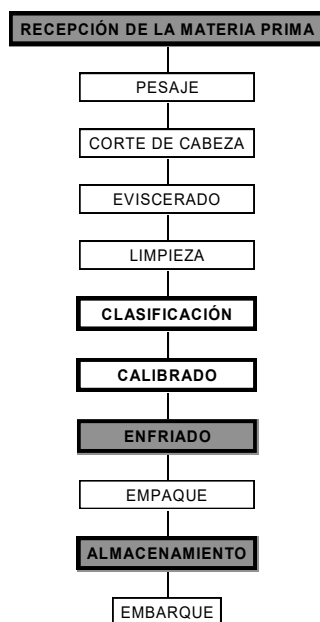 RECEPCIÓN DE LA MATERIA PRIMA
PESAJE
CORTE DE CABEZA
EVISCERADO
LIMPIEZA
CLASIFICACIÓN
CALIBRADO
ENFRIADO
EMPAQUE
ALMACENAMIENTO
EMBARQUE